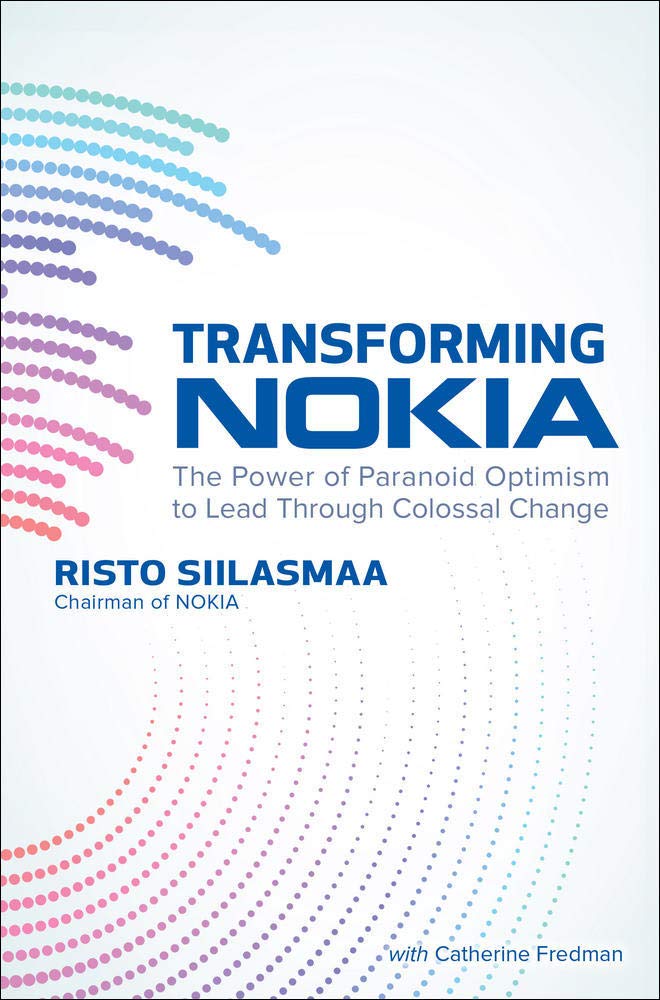 TRANSFORMING
NOKIA
The Power of Paranoid Optimism
to Lead Through Colossal Change
RISTO SIILASMAA
Chairman of NOKIA
with Catherine Fredman